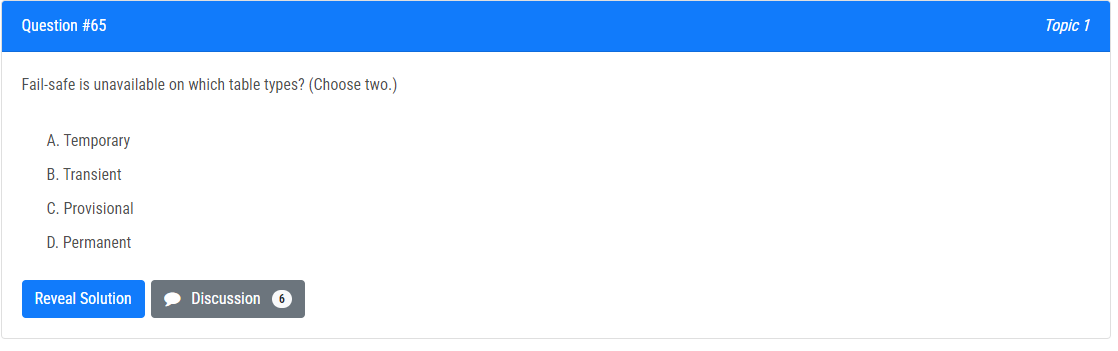 Question #65
Topic 1
Fail-safe is unavailable on which table types? (Choose two.)
A. Temporary
B. Transient
C. Provisional
D. Permanent
Reveal Solution
Discussion 6